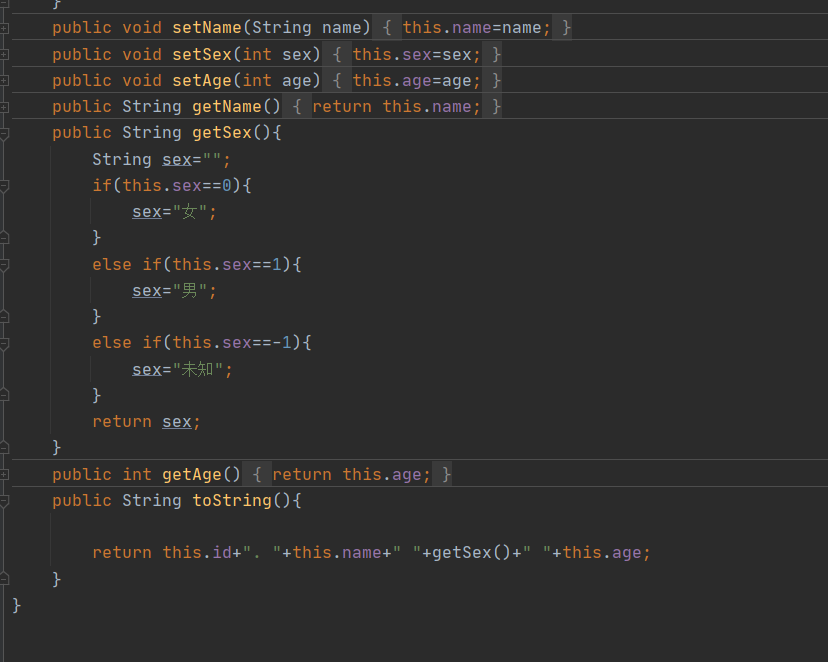 }
public void setName(String name) { this.name=name; }
public void setSex(int sex) { this.sex=sex; }
public void setAge(int age) { this.age=age; }
public String getName() { return this.name; }
public String getSex(){
String sex="";
if(this.sex==0){
sex="女";
}
else if(this.sex==1){
sex="男";
}
else if(this.sex==-1){
sex="未知";
}
return sex;
}
public int getAge() { return this.age; }
public String toString(){
return this.id+". "+this.name+" "+getSex()+" "+this.age;
}
}